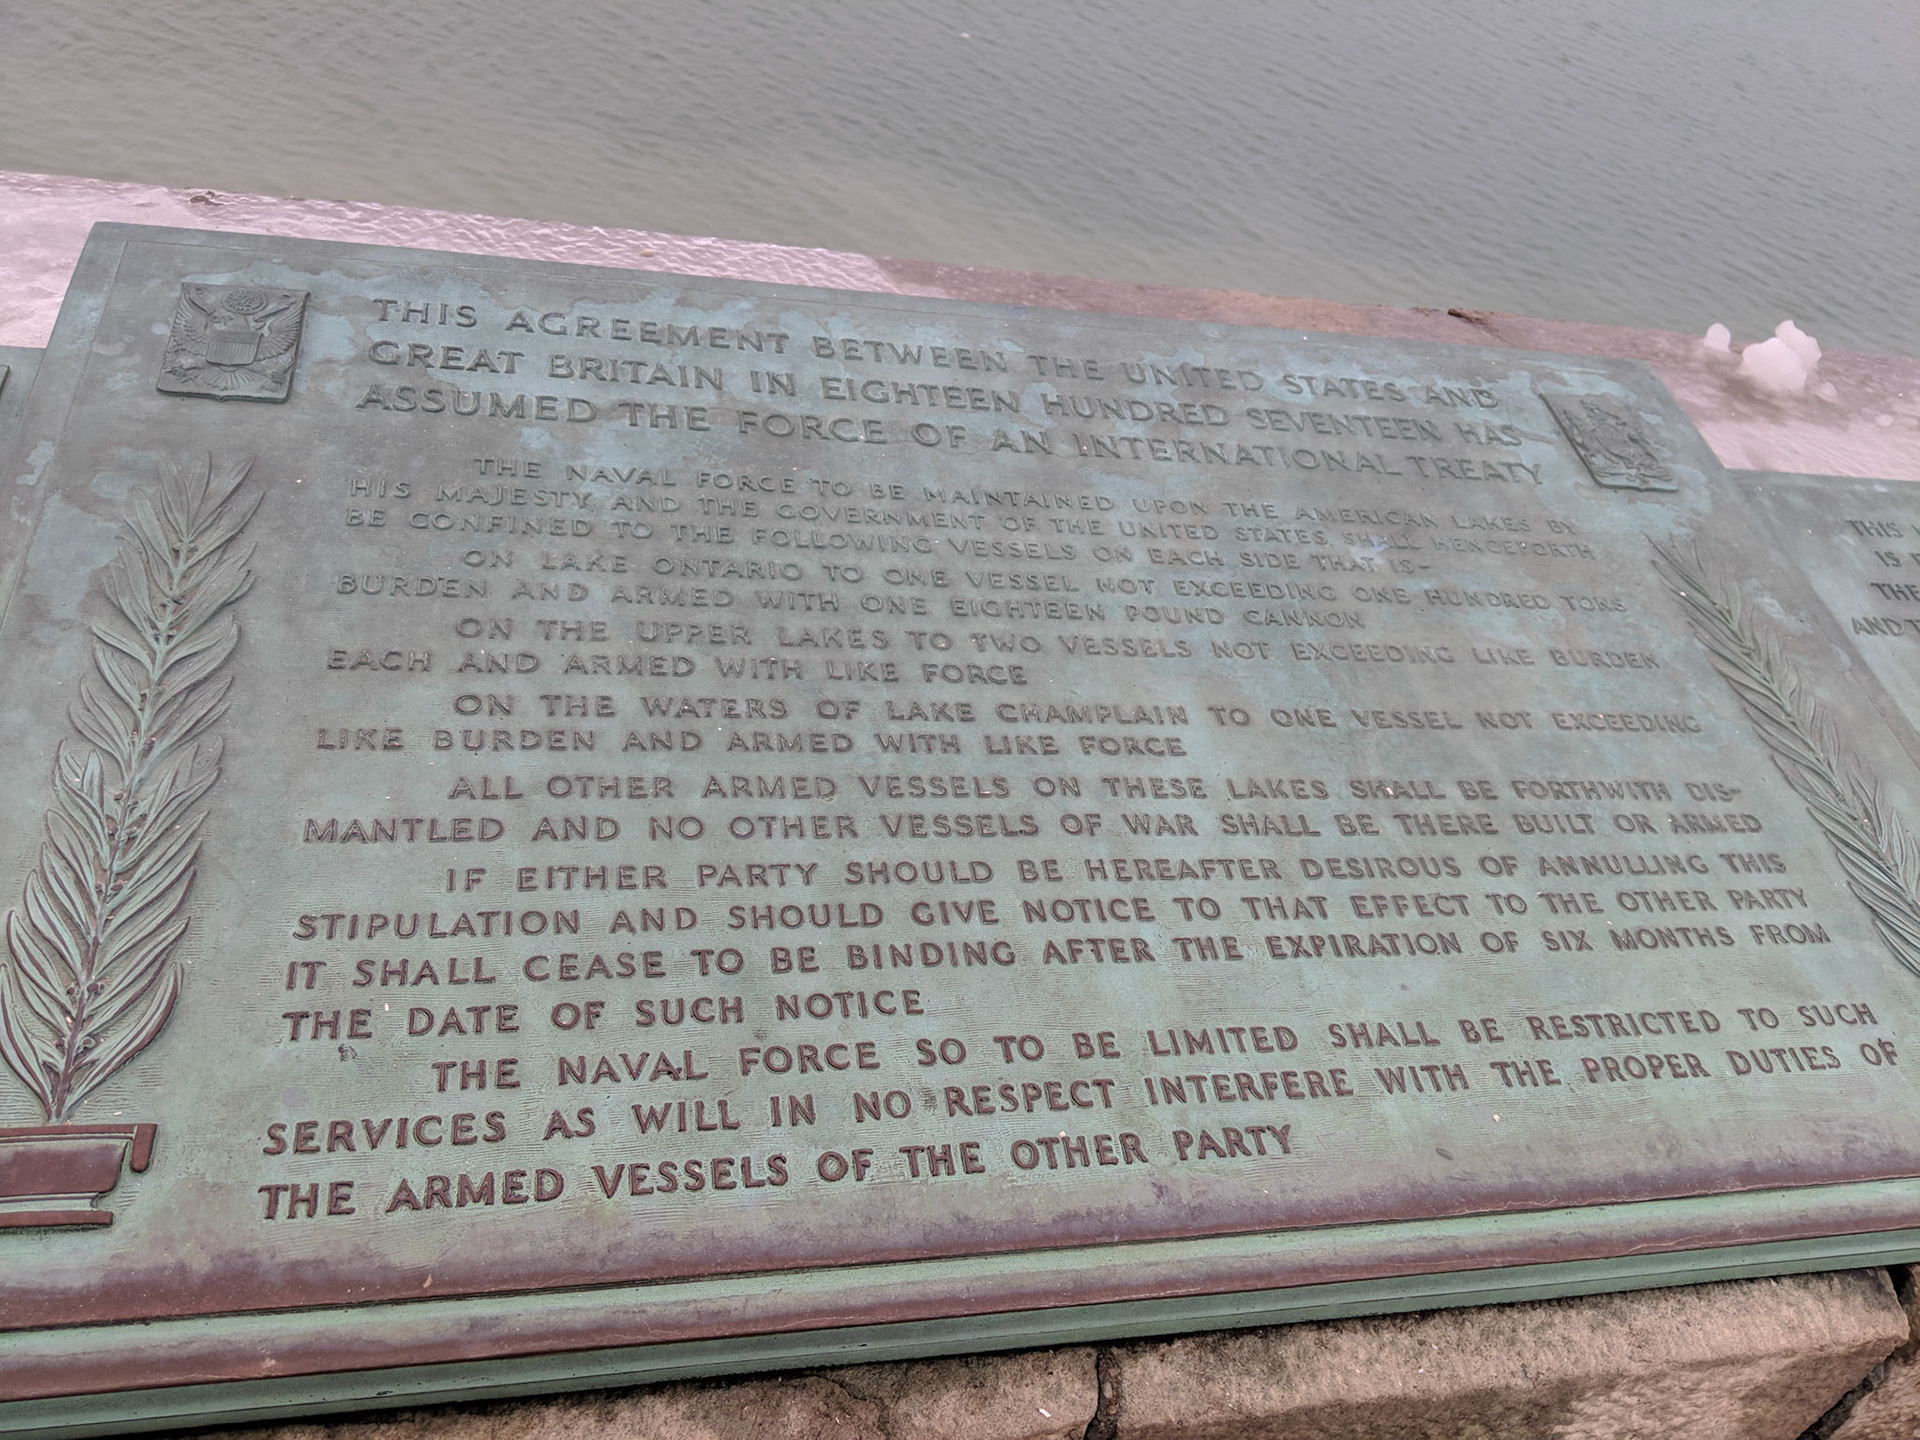 THIS AGREEMENT BETWEEN THE UNITED STATES AND
GREAT BRITAIN IN EIGHTEEN HUNDRED SEVENTEEN HAS
ASSUMED THE FORCE OF AN INTERNATIONAL TREATY
THE NAVAL FORCE TO BE MAINTAINED UPON THE AMERICAN LAKES BY
HIS MAJESTY AND THE GOVERNMENT OF THE UNITED STATES SHALL HENCEFORTH
BE CONFINED TO THE FOLLOWING VESSELS ON EACH SIDE THAT IS-
ON LAKE ONTARIO TO ONE VESSEL NOT EXCEEDING ONE HUNDRED TONS
BURDEN AND ARMED WITH ONE EIGHTEEN POUND CANNON
ON THE UPPER LAKES TO TWO VESSELS NOT EXCEEDING LIKE BURDEN
EACH AND ARMED WITH LIKE FORCE
ON THE WATERS OF LAKE CHAMPLAIN TO ONE VESSEL NOT EXCEEDING
LIKE BURDEN AND ARMED WITH LIKE FORCE
ALL OTHER ARMED VESSELS ON THESE LAKES SHALL BE FORTHWITH DIS-
MANTLED AND NO OTHER VESSELS OF WAR SHALL BE THERE BUILT OR ARMED
IF EITHER PARTY SHOULD BE HEREAFTER DESIROUS OF ANNULLING THIS
STIPULATION AND SHOULD GIVE NOTICE TO THAT EFFECT TO THE OTHER PARTY
IT SHALL CEASE TO BE BINDING AFTER THE EXPIRATION OF SIX MONTHS FROM
THE DATE OF SUCH NOTICE
THE NAVAL FORCE SO TO BE LIMITED SHALL BE RESTRICTED TO SUCH
SERVICES AS WILL IN NO RESPECT INTERFERE WITH THE PROPER DUTIES OF
THE ARMED VESSELS OF THE OTHER PARTY
THIS
IS
THE
AND